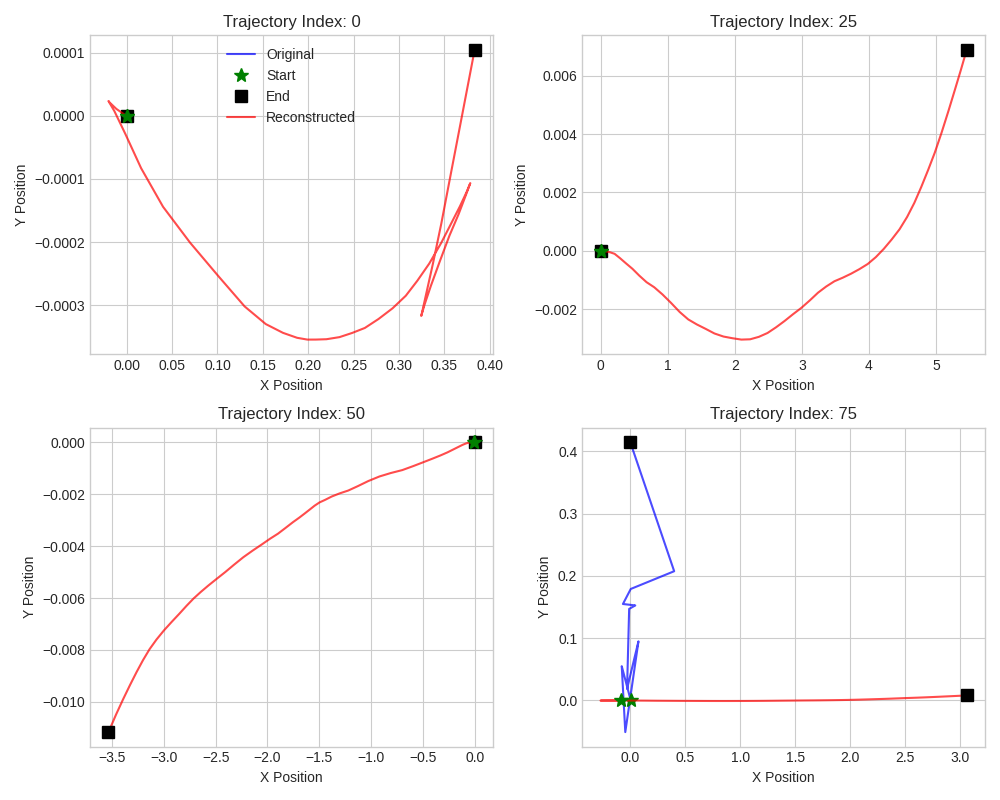 Trajectory Index: 0
Original
Start
End
Reconstructed
0.0001
0.0000
−0.0001
−0.0002
−0.0003
Y Position
0.00 0.05 0.10 0.15 0.20 0.25 0.30 0.35 0.40
X Position
Trajectory Index: 25
0.006
0.004
0.002
0.000
−0.002
Y Position
0 1 2 3 4 5
X Position
Trajectory Index: 50
0.000
−0.002
−0.004
−0.006
−0.008
−0.010
Y Position
−3.5 −3.0 −2.5 −2.0 −1.5 −1.0 −0.5 0.0
X Position
Trajectory Index: 75
0.4
0.3
0.2
0.1
0.0
Y Position
0.0 0.5 1.0 1.5 2.0 2.5 3.0
X Position